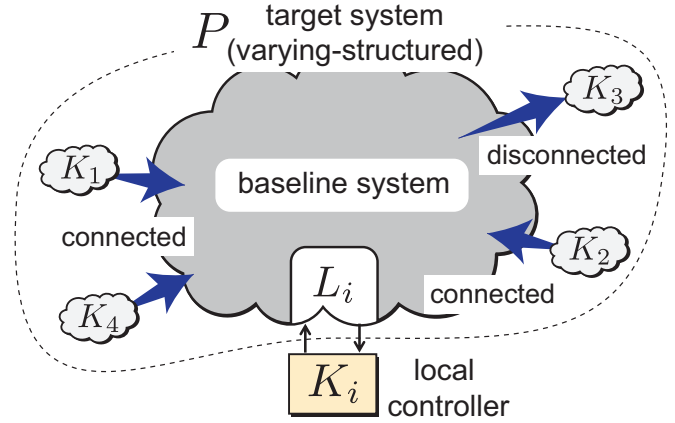 P
target system
(varying-structured)
K₃
K₁
disconnected
baseline system
connected
K₂
Lᵢ
connected
K₄
Kᵢ
local
controller